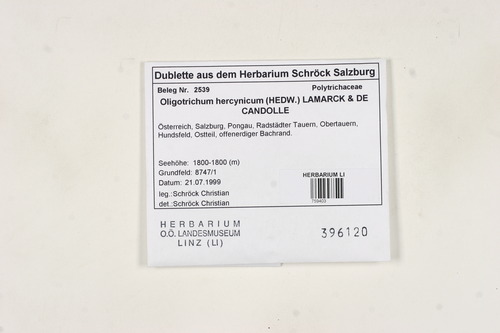 Dublette aus dem Herbarium Schröck Salzburg
Beleg Nr. 2539 Polytrichaceae
Oligotrichum hercynicum (HEDW.) LAMARCK & DE
CANDOLLE
Österreich, Salzburg, Pongau, Radstädter Tauern, Obertauern,
Hundsfeld, Ostteil, offenerdiger Bachrand.
Seehöhe: 1800-1800 (m)
Grundfeld: 8747/1
Datum: 21.07.1999
leg.: Schröck Christian
det.: Schröck Christian
HERBARIUM LI
759403
HERBARIUM
O.Ö. LANDESMUSEUM
LINZ (LI)
396120